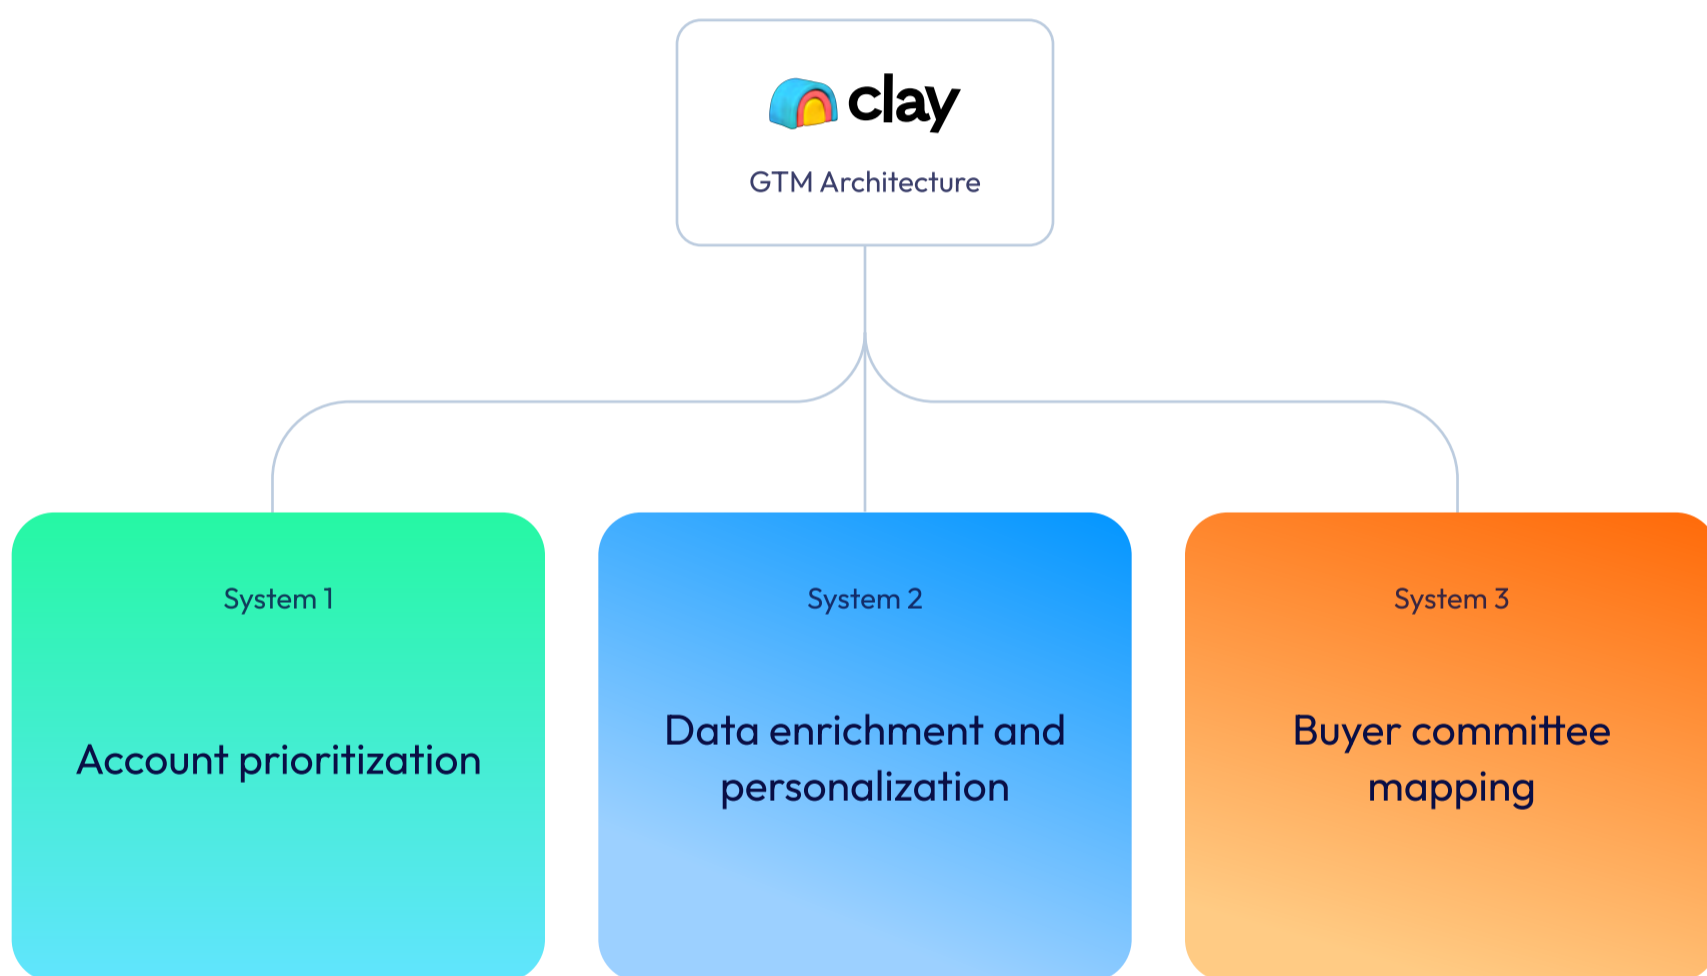 clay
GTM Architecture
System 1
Account prioritization
System 2
Data enrichment and
personalization
System 3
Buyer committee
mapping